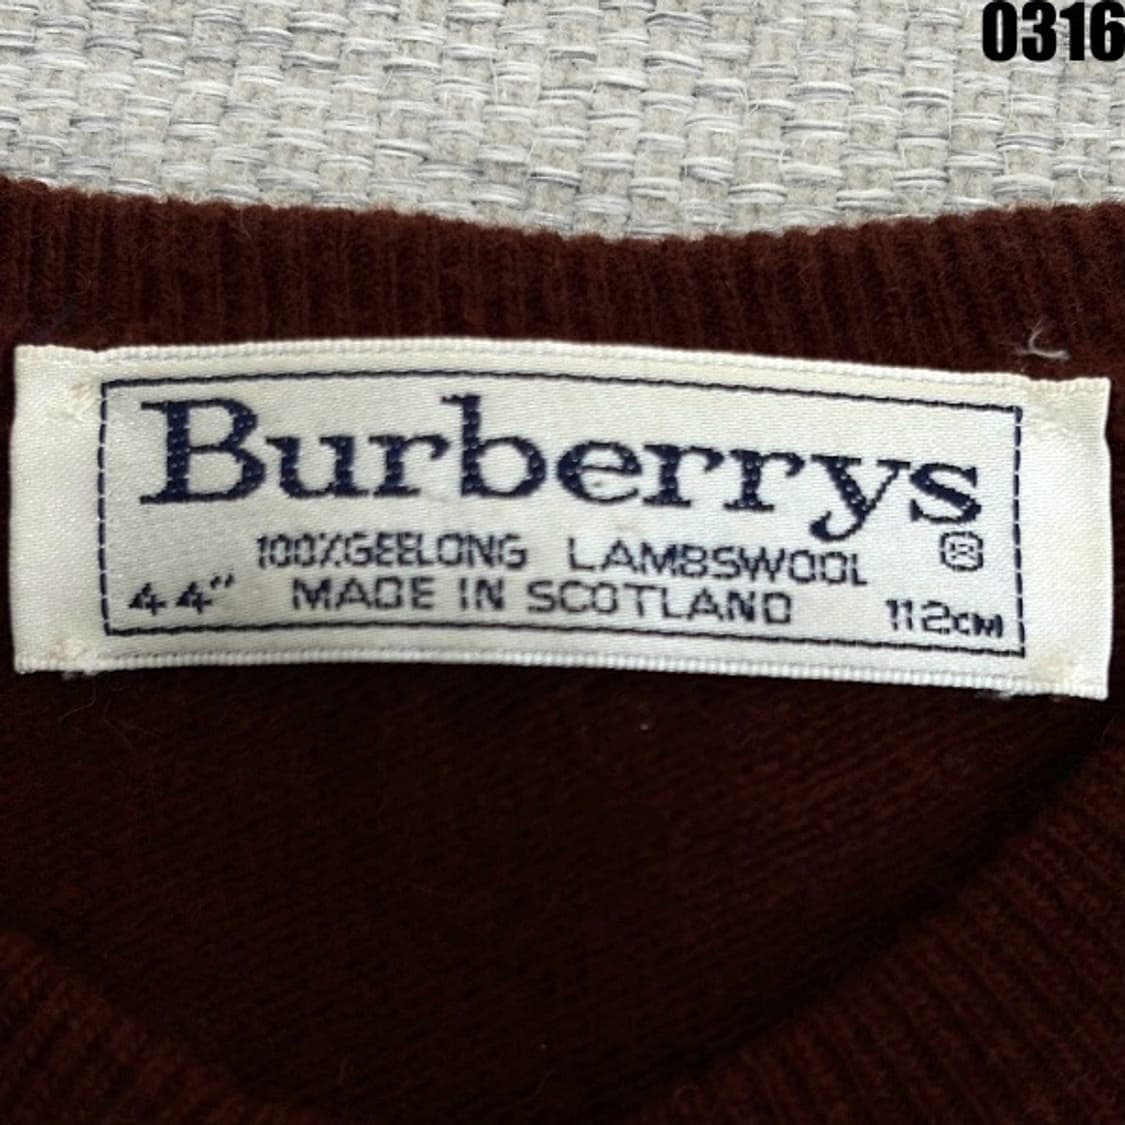 0316
Burberrys
100%GEELONG LAMBSWOOL ®
44" MADE IN SCOTLAND 112CM